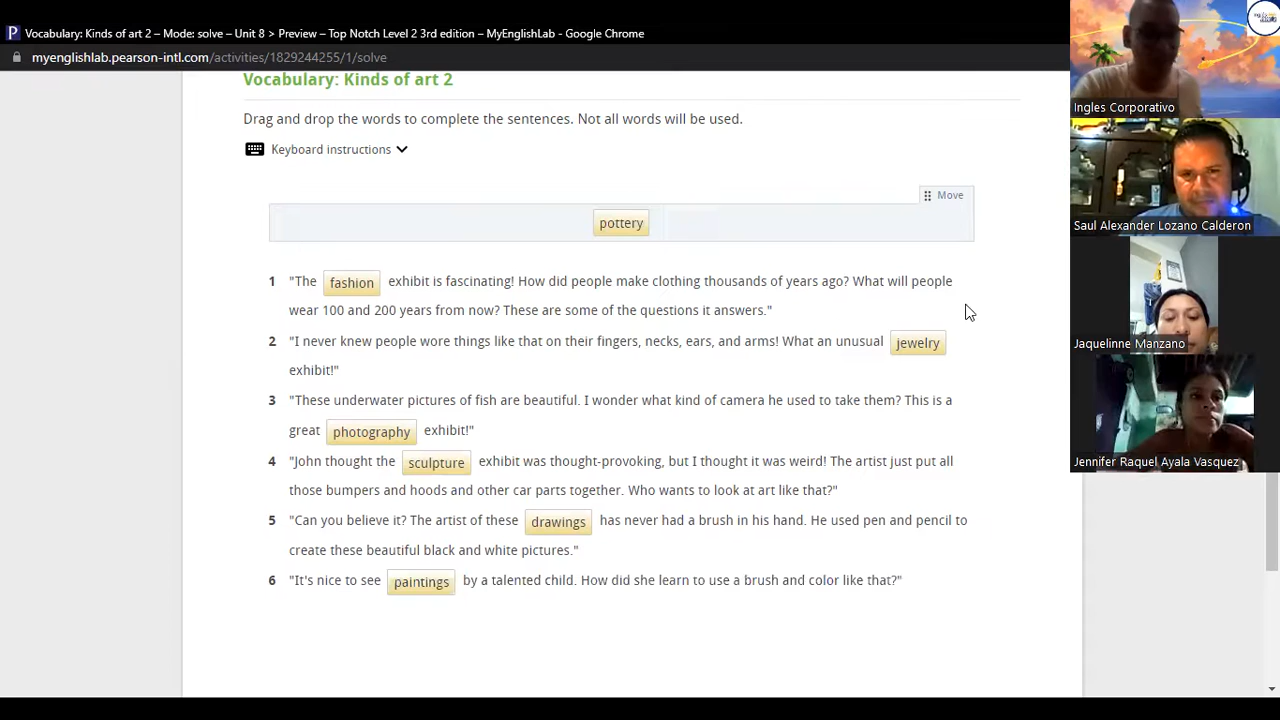 Vocabulary: Kinds of art 2 – Mode: solve – Unit 8 > Preview – Top Notch Level 2 3rd edition – MyEnglishLab - Google Chrome
myenglishlab.pearson-intl.com/activities/1829244255/1/solve
Vocabulary: Kinds of art 2
Drag and drop the words to complete the sentences. Not all words will be used.
Keyboard instructions
Move
pottery
1 "The fashion exhibit is fascinating! How did people make clothing thousands of years ago? What will people
wear 100 and 200 years from now? These are some of the questions it answers."
2 "I never knew people wore things like that on their fingers, necks, ears, and arms! What an unusual jewelry
exhibit!"
3 "These underwater pictures of fish are beautiful. I wonder what kind of camera he used to take them? This is a
great photography exhibit!"
4 "John thought the sculpture exhibit was thought-provoking, but I thought it was weird! The artist just put all
those bumpers and hoods and other car parts together. Who wants to look at art like that?"
5 "Can you believe it? The artist of these drawings has never had a brush in his hand. He used pen and pencil to
create these beautiful black and white pictures."
6 "It's nice to see paintings by a talented child. How did she learn to use a brush and color like that?"
Ingles Corporativo
Saul Alexander Lozano Calderon
Jaquelinne Manzano
Jennifer Raquel Ayala Vasquez